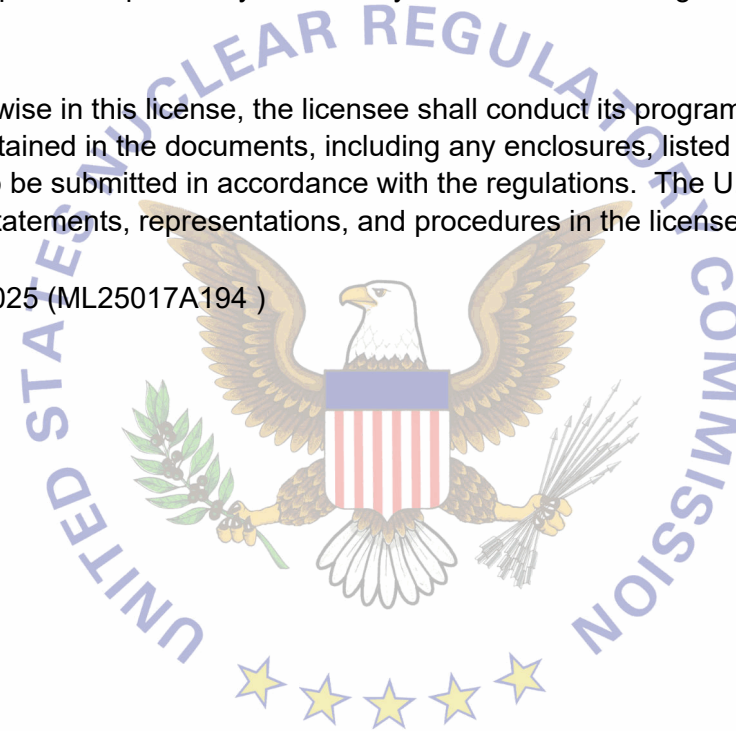 wise in this license, the licensee shall conduct its program
tained in the documents, including any enclosures, listed
be submitted in accordance with the regulations. The U
tatements, representations, and procedures in the license
025 (ML25017A194 )
UNITED STATES NUCLEAR REGULATORY COMMISSION